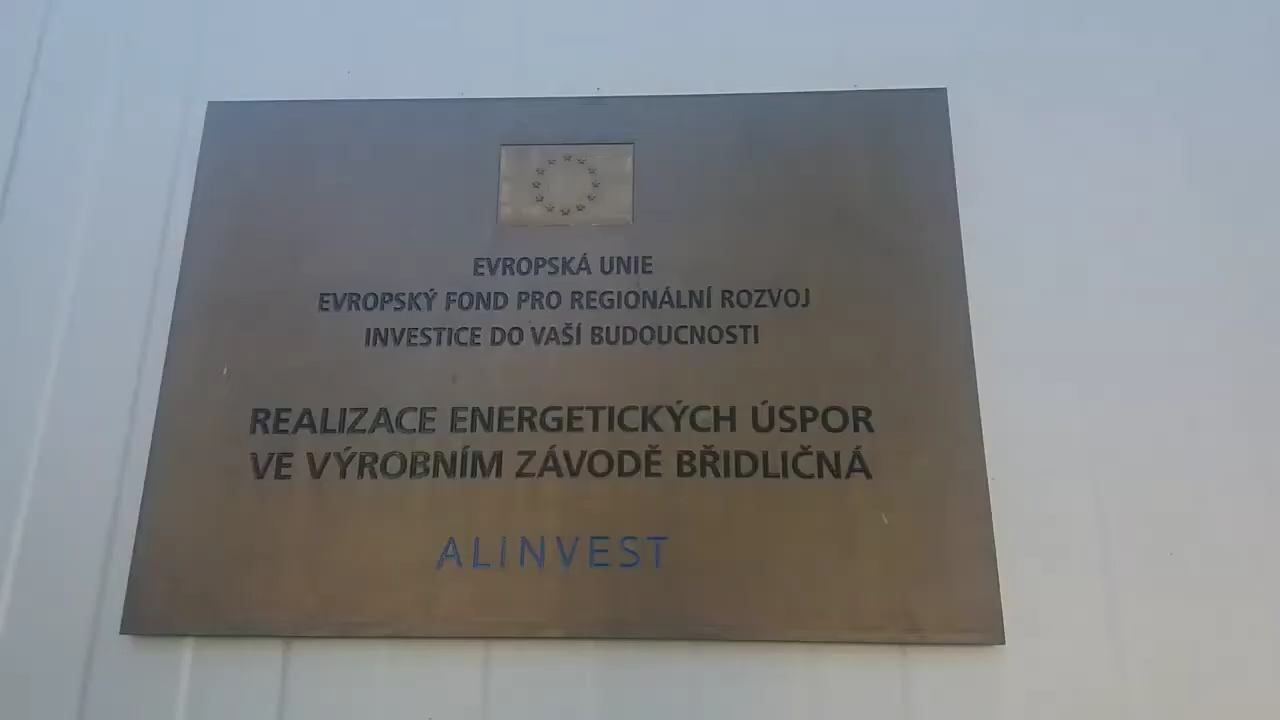 EVROPSKÁ UNIE
EVROPSKÝ FOND PRO REGIONÁLNÍ ROZVOJ
INVESTICE DO VAŠÍ BUDOUCNOSTI
REALIZACE ENERGETICKÝCH ÚSPOR
VE VÝROBNÍM ZÁVODĚ BŘIDLIČNÁ
ALINVEST